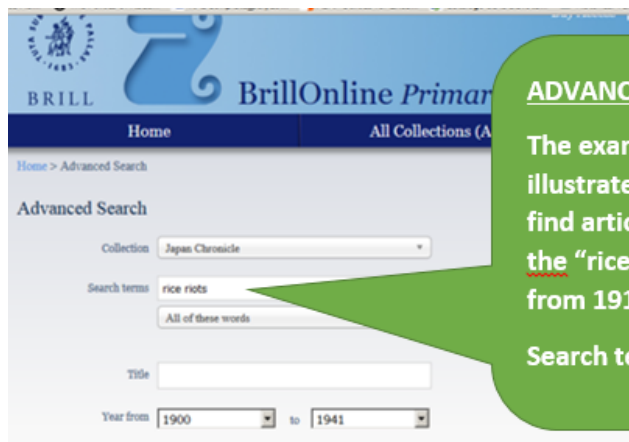 BRILL
BrillOnline Primar
Home
All Collections (A
Home > Advanced Search
Advanced Search
Collection
Japan Chronicle
Search terms
rice riots
All of these words
Title
Year from
1900
to
1941
ADVANC
The exar
illustrate
find artic
the "rice
from 191
Search te